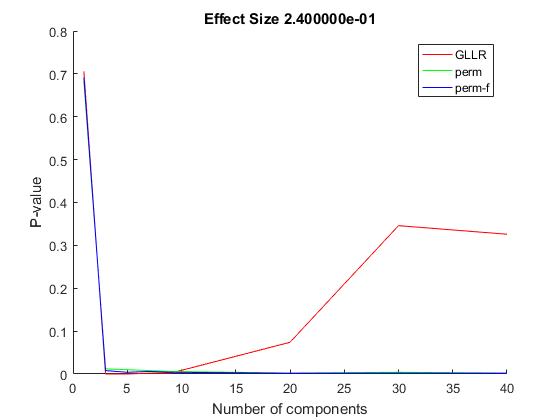 Effect Size 2.400000e-01
GLLR
perm
perm-f
0.8
0.7
0.6
0.5
0.4
0.3
0.2
0.1
0
P-value
0 5 10 15 20 25 30 35 40
Number of components